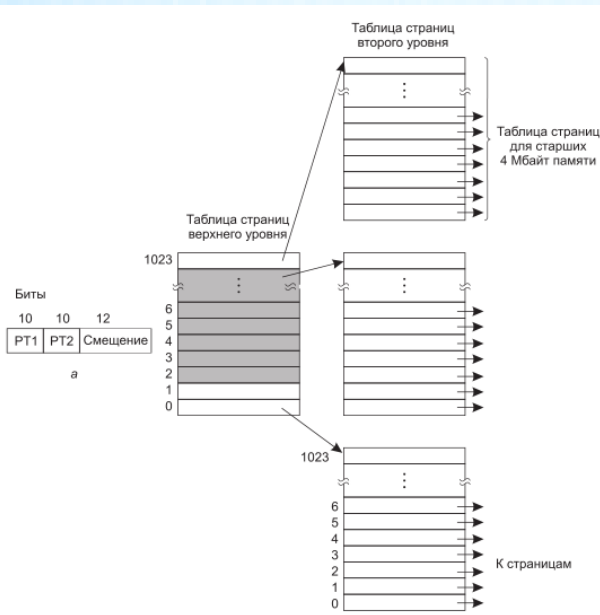 Таблица страниц
второго уровня
Таблица страниц
для старших
4 Мбайт памяти
Таблица страниц
верхнего уровня
1023
6
5
4
3
2
1
0
Биты
10 10 12
PT1 PT2 Смещение
а
1023
6
5
4
3
2
1
0
К страницам